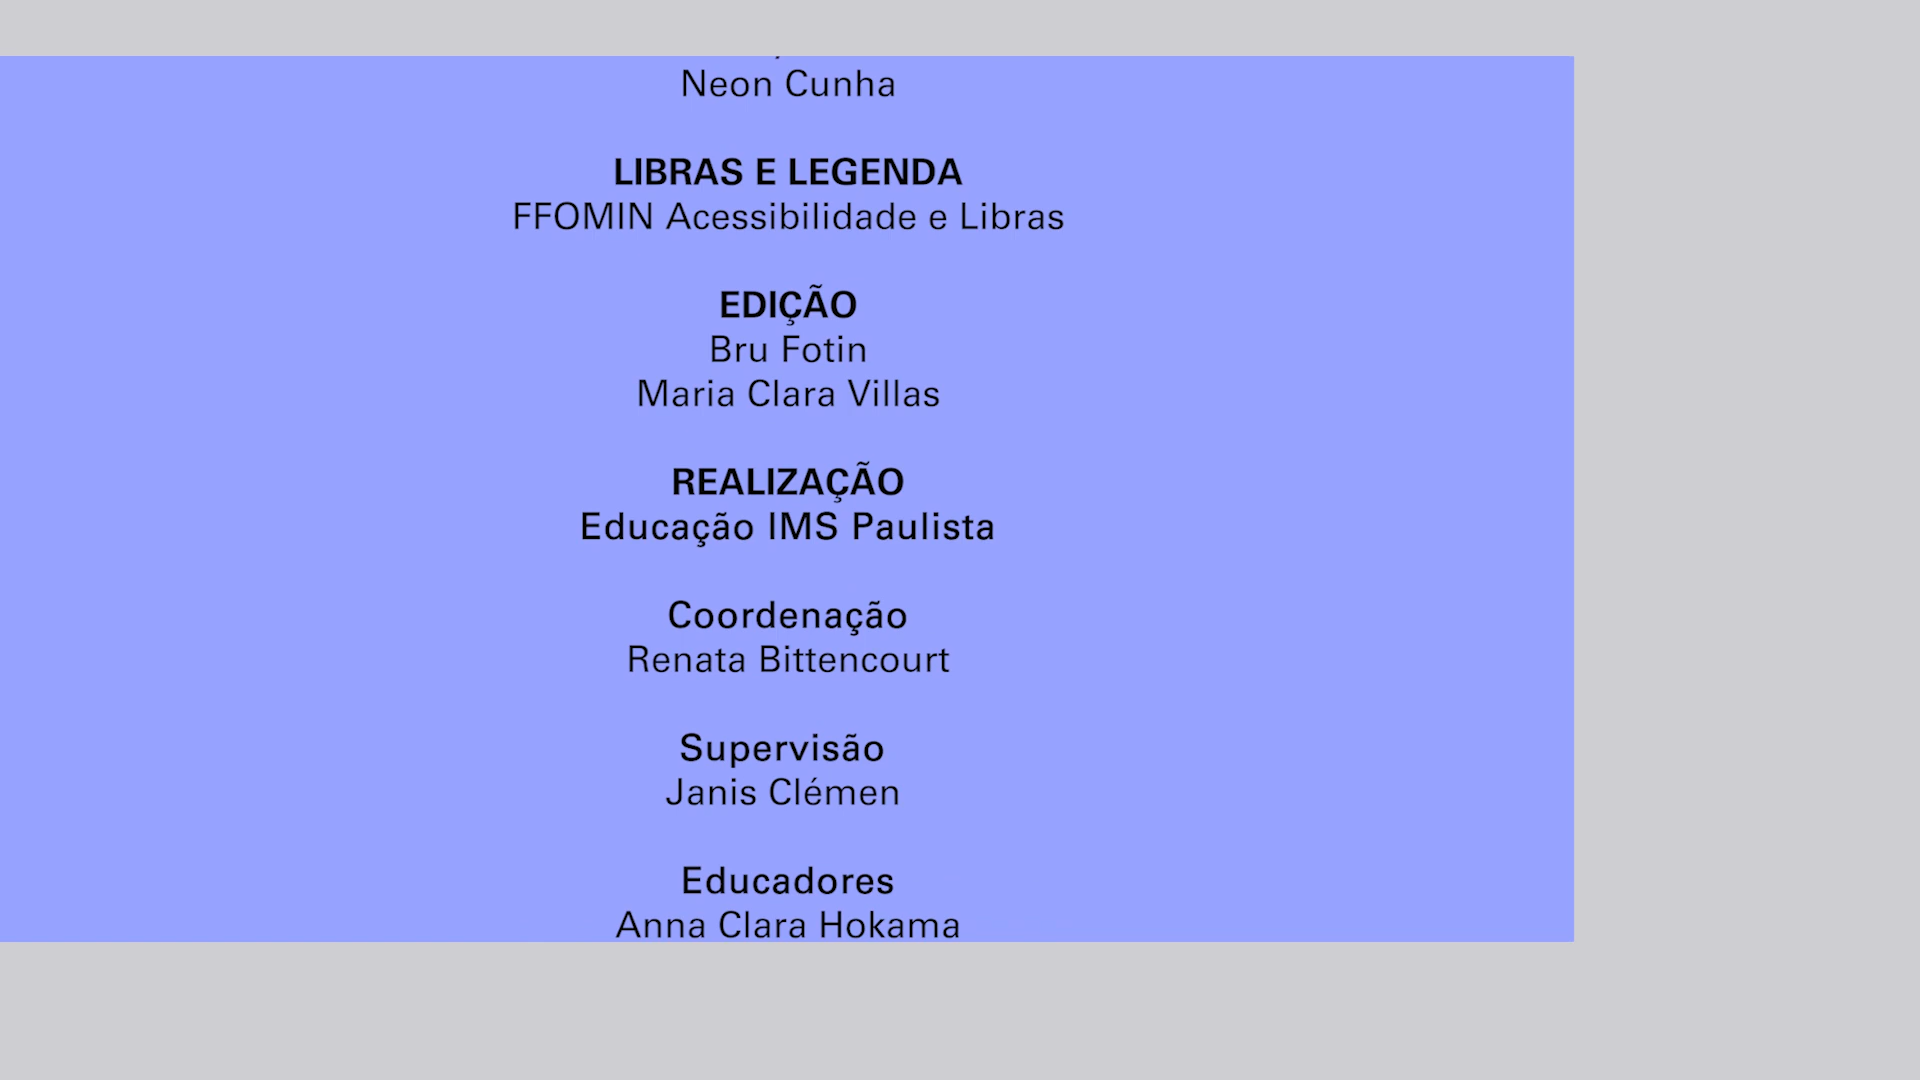 Neon Cunha
LIBRAS E LEGENDA
FFOMIN Acessibilidade e Libras
EDIÇÃO
Bru Fotin
Maria Clara Villas
REALIZAÇÃO
Educação IMS Paulista
Coordenação
Renata Bittencourt
Supervisão
Janis Clémen
Educadores
Anna Clara Hokama